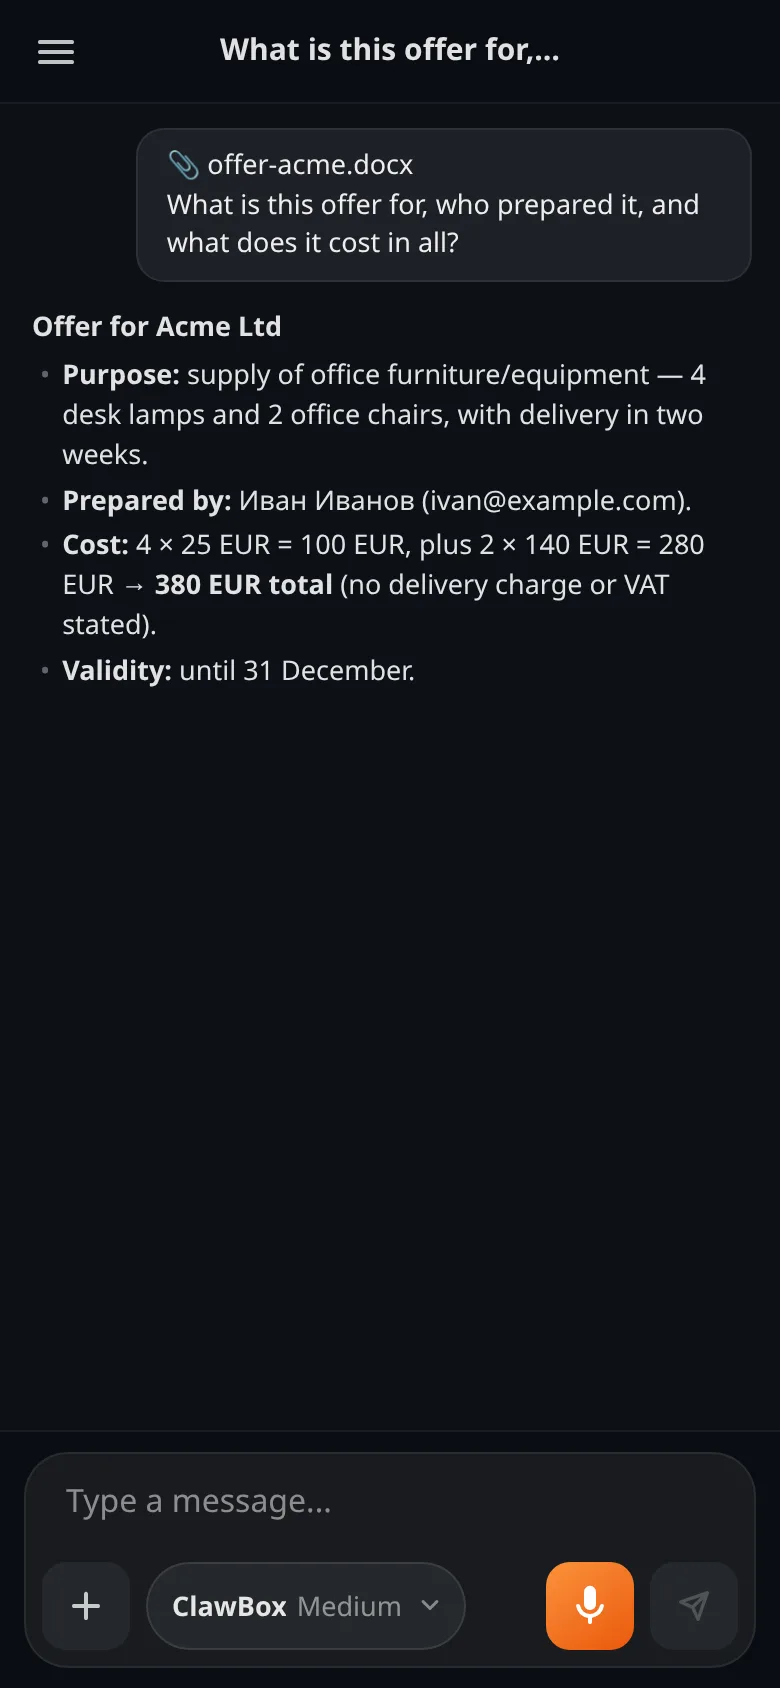 What is this offer for,...
📎 offer-acme.docx
What is this offer for, who prepared it, and
what does it cost in all?
Offer for Acme Ltd
• Purpose: supply of office furniture/equipment — 4
desk lamps and 2 office chairs, with delivery in two
weeks.
• Prepared by: Иван Иванов (ivan@example.com).
• Cost: 4 × 25 EUR = 100 EUR, plus 2 × 140 EUR = 280
EUR → 380 EUR total (no delivery charge or VAT
stated).
• Validity: until 31 December.
Type a message...
ClawBox Medium